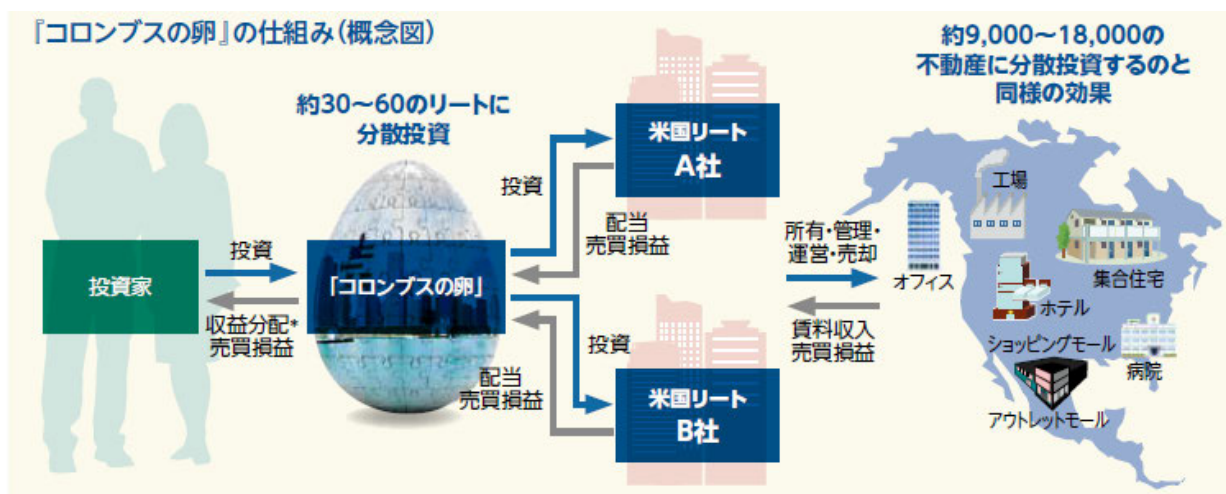 『コロンブスの卵』の仕組み(概念図)
約30～60のリートに
分散投資
約9,000～18,000の
不動産に分散投資するのと
同様の効果
投資家
投資
収益分配*
売買損益
「コロンブスの卵」
投資
配当
売買損益
投資
配当
売買損益
米国リート
A社
米国リート
B社
所有・管理・
運営・売却
賃料収入
売買損益
工場
オフィス
集合住宅
ホテル
ショッピングモール
病院
アウトレットモール